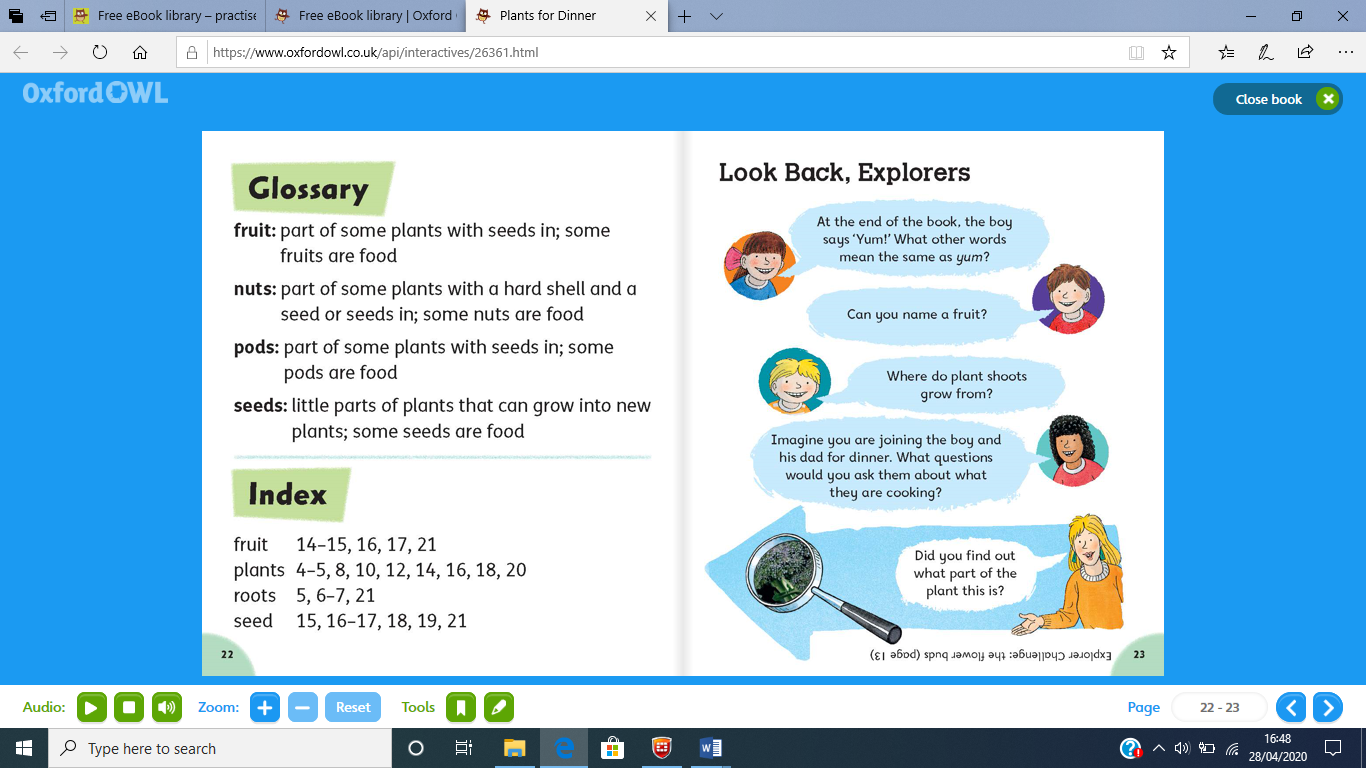 Free eBook library – practise
Free eBook library | Oxford
Plants for Dinner
https://www.oxfordowl.co.uk/api/interactives/26361.html
Oxford OWL
Close book
Glossary
fruit: part of some plants with seeds in; some
fruits are food
nuts: part of some plants with a hard shell and a
seed or seeds in; some nuts are food
pods: part of some plants with seeds in; some
pods are food
seeds: little parts of plants that can grow into new
plants; some seeds are food
Index
fruit 14–15, 16, 17, 21
plants 4–5, 8, 10, 12, 14, 16, 18, 20
roots 5, 6–7, 21
seed 15, 16–17, 18, 19, 21
22
Look Back, Explorers
At the end of the book, the boy
says ‘Yum!’ What other words
mean the same as yum?
Can you name a fruit?
Where do plant shoots
grow from?
Imagine you are joining the boy and
his dad for dinner. What questions
would you ask them about what
they are cooking?
Did you find out
what part of the
plant this is?
Explorer Challenge: the flower buds (page 13)
23
Audio:
Zoom:
Reset
Tools
Page
22 - 23
Type here to search
16:48
28/04/2020